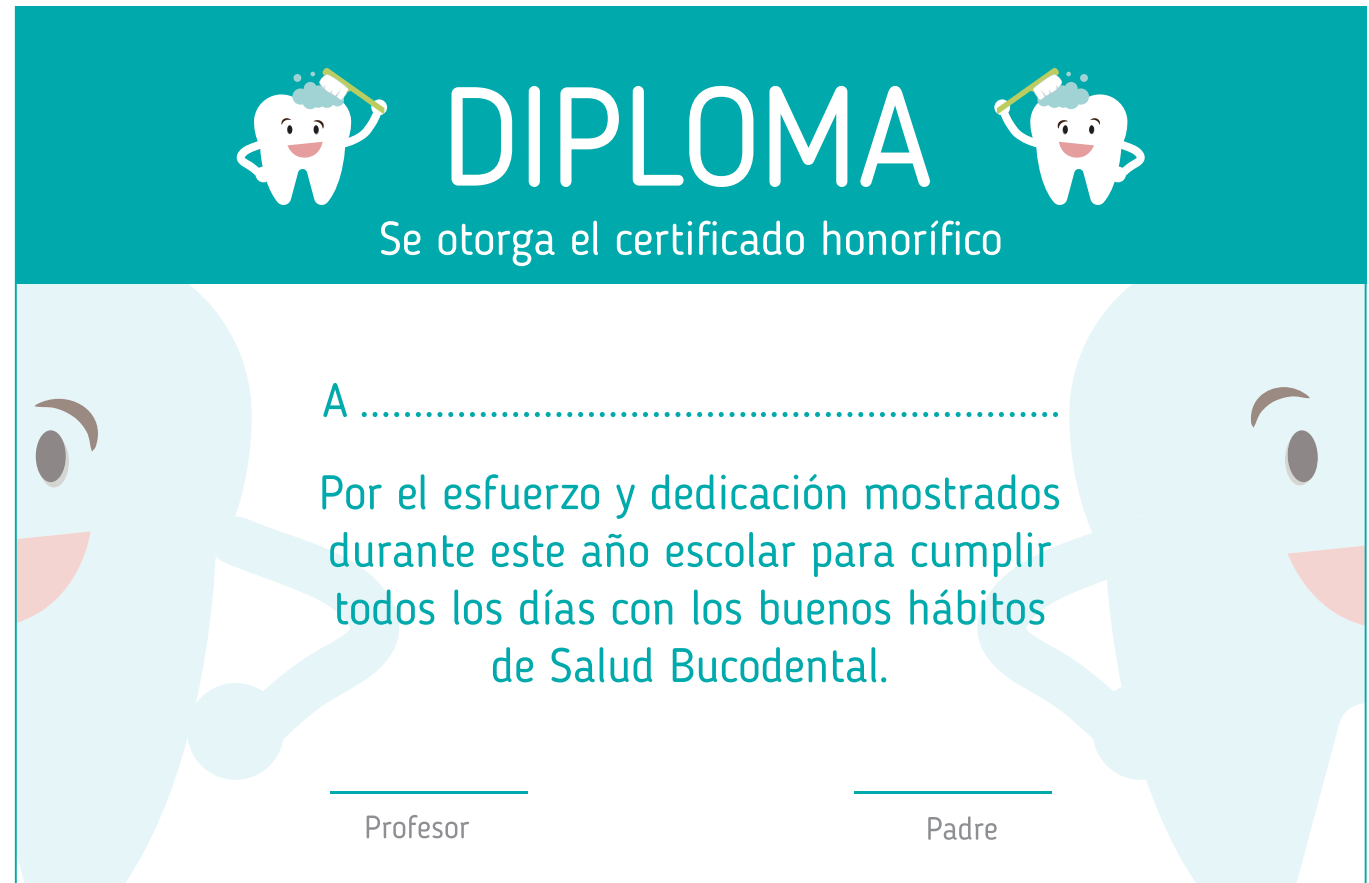 DIPLOMA
Se otorga el certificado honorífico
A .................................................................
Por el esfuerzo y dedicación mostrados
durante este año escolar para cumplir
todos los días con los buenos hábitos
de Salud Bucodental.
Profesor Padre